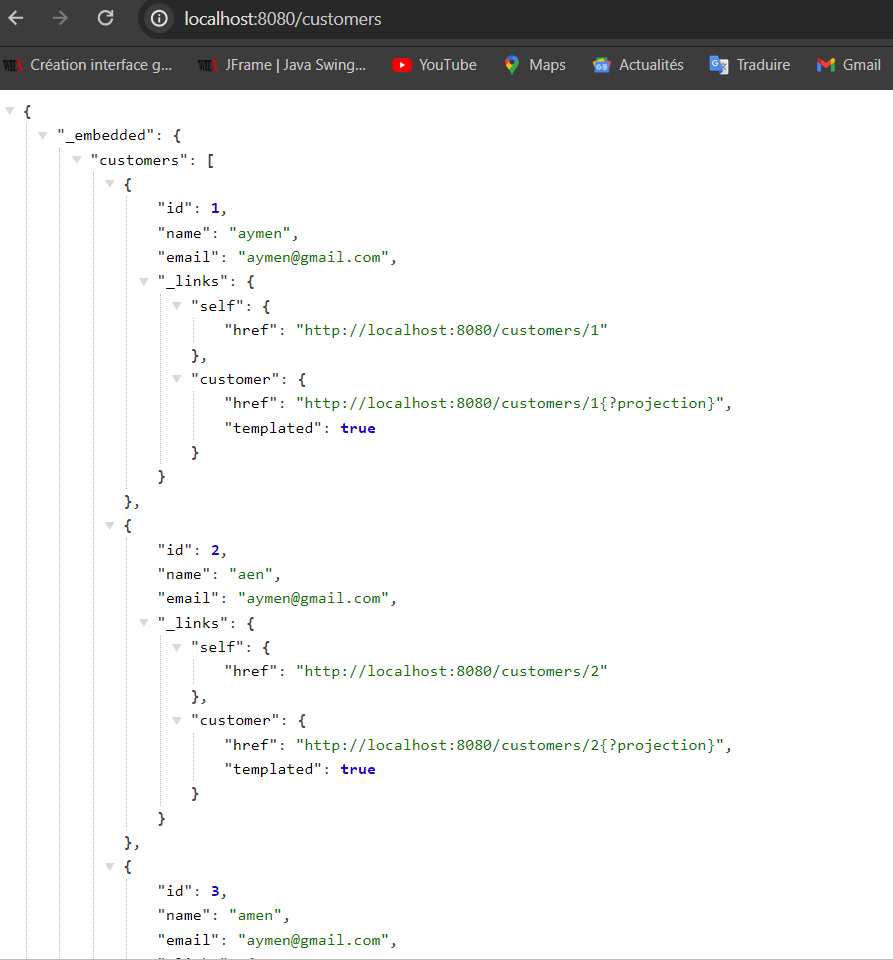 localhost:8080/customers
Création interface g... JFrame | Java Swing... YouTube Maps Actualités Traduire Gmail
{
"_embedded": {
"customers": [
{
"id": 1,
"name": "aymen",
"email": "aymen@gmail.com",
"_links": {
"self": {
"href": "http://localhost:8080/customers/1"
},
"customer": {
"href": "http://localhost:8080/customers/1{?projection}",
"templated": true
}
}
},
{
"id": 2,
"name": "aen",
"email": "aymen@gmail.com",
"_links": {
"self": {
"href": "http://localhost:8080/customers/2"
},
"customer": {
"href": "http://localhost:8080/customers/2{?projection}",
"templated": true
}
}
},
{
"id": 3,
"name": "amen",
"email": "aymen@gmail.com",